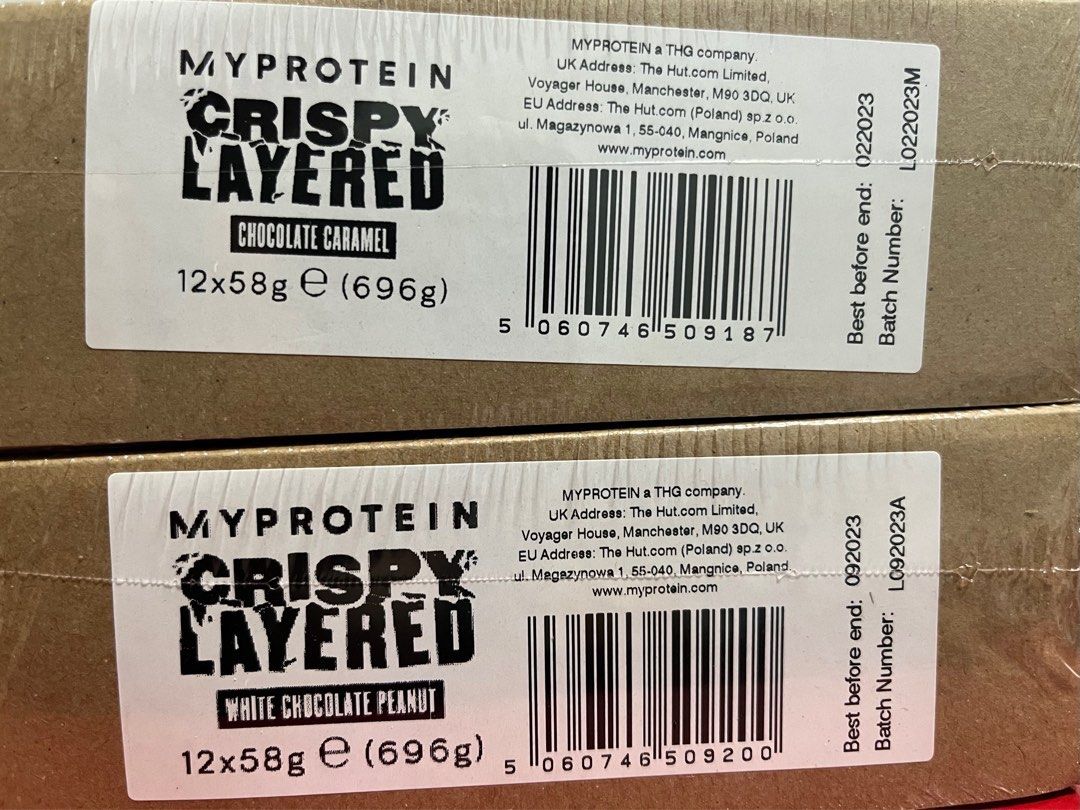 MYPROTEIN
CRISPY
LAYERED
CHOCOLATE CARAMEL
12x58g e (696g)
MYPROTEIN a THG company.
UK Address: The Hut.com Limited,
Voyager House, Manchester, M90 3DQ, UK
EU Address: The Hut.com (Poland) sp.z o.o.
ul. Magazynowa 1, 55-040, Mangnice, Poland
www.myprotein.com
5 060746 509187
Best before end: 022023
Batch Number: L022023M
MYPROTEIN
CRISPY
LAYERED
WHITE CHOCOLATE PEANUT
12x58g e (696g)
MYPROTEIN a THG company.
UK Address: The Hut.com Limited,
Voyager House, Manchester, M90 3DQ, UK
EU Address: The Hut.com (Poland) sp.z o.o.
ul. Magazynowa 1, 55-040, Mangnice, Poland
www.myprotein.com
5 060746 509200
Best before end: 092023
Batch Number: L092023A